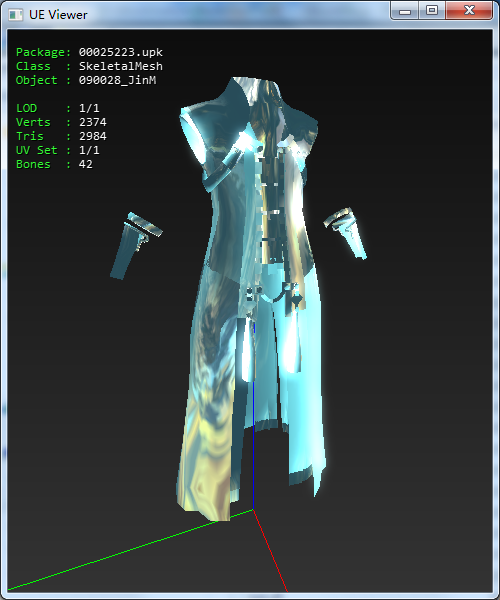 UE Viewer
Package: 00025223.upk
Class  : SkeletalMesh
Object : 090028_JinM
LOD    : 1/1
Verts  : 2374
Tris   : 2984
UV Set : 1/1
Bones  : 42